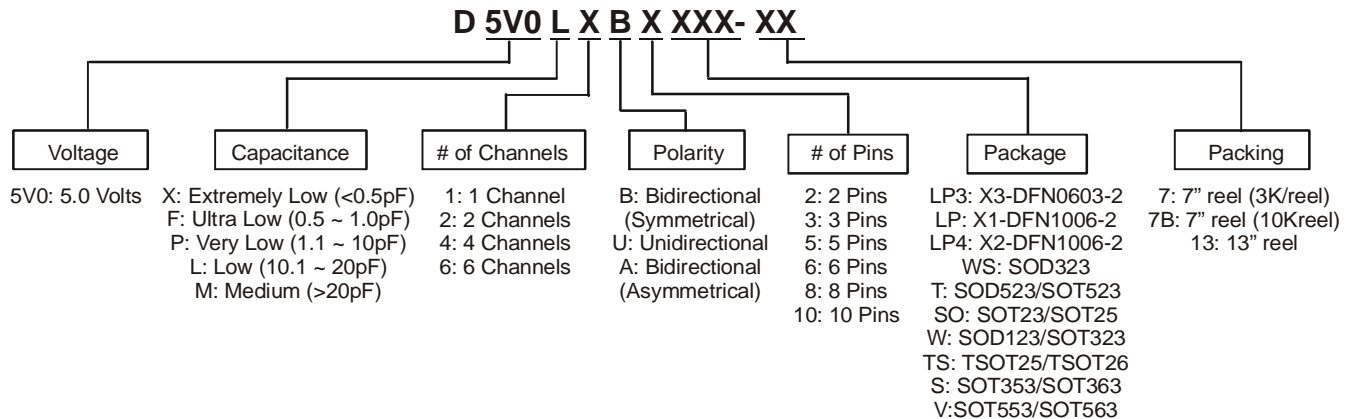 D 5V0 L X B X XXX- XX
Voltage
Capacitance
# of Channels
Polarity
# of Pins
Package
Packing
5V0: 5.0 Volts
X: Extremely Low (<0.5pF)
F: Ultra Low (0.5 ~ 1.0pF)
P: Very Low (1.1 ~ 10pF)
L: Low (10.1 ~ 20pF)
M: Medium (>20pF)
1: 1 Channel
2: 2 Channels
4: 4 Channels
6: 6 Channels
B: Bidirectional
(Symmetrical)
U: Unidirectional
A: Bidirectional
(Asymmetrical)
2: 2 Pins
3: 3 Pins
5: 5 Pins
6: 6 Pins
8: 8 Pins
10: 10 Pins
LP3: X3-DFN0603-2
LP: X1-DFN1006-2
LP4: X2-DFN1006-2
WS: SOD323
T: SOD523/SOT523
SO: SOT23/SOT25
W: SOD123/SOT323
TS: TSOT25/TSOT26
S: SOT353/SOT363
V:SOT553/SOT563
7: 7” reel (3K/reel)
7B: 7” reel (10Kreel)
13: 13” reel